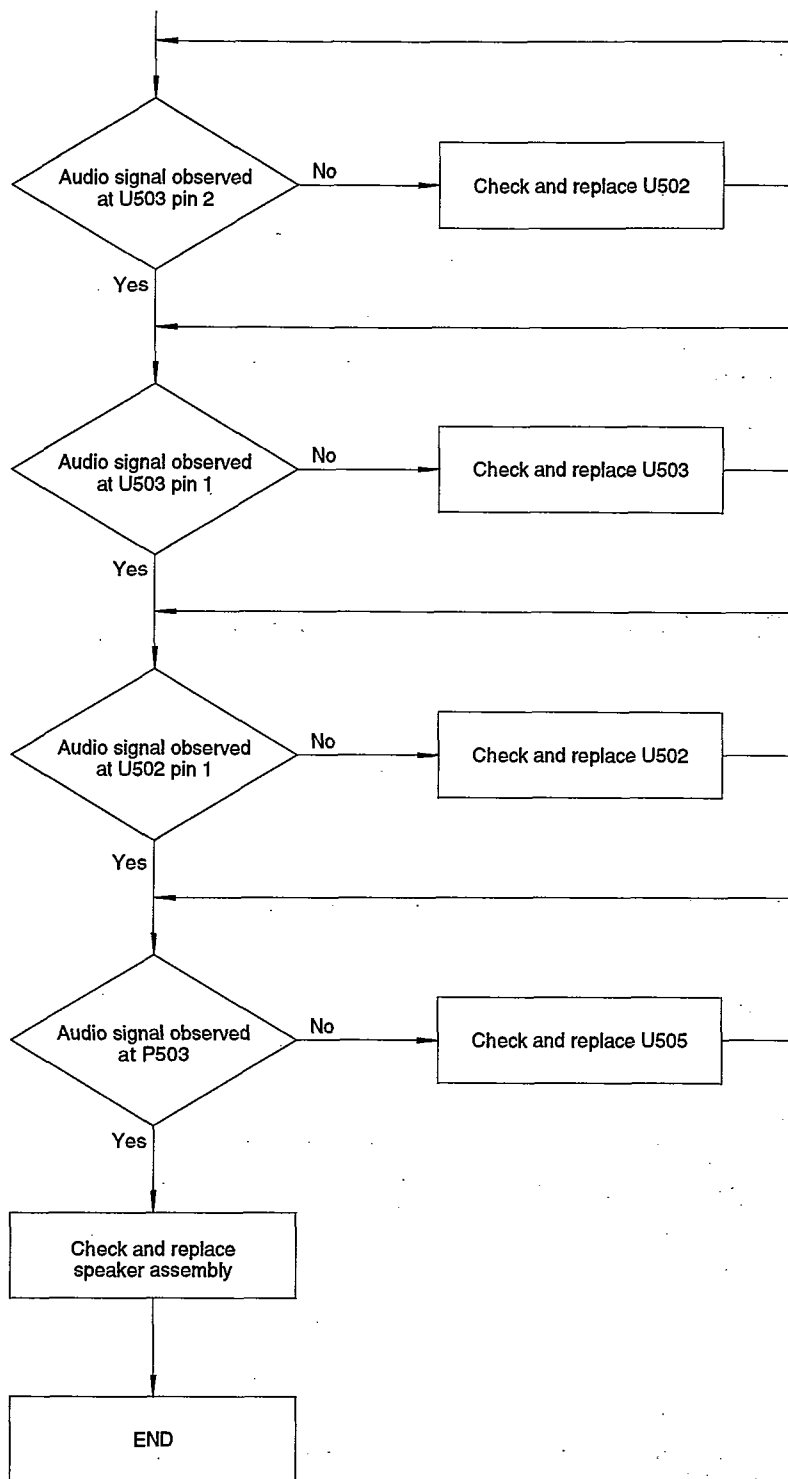 Audio signal observed
at U503 pin 2
No
Check and replace U502
Yes
Audio signal observed
at U503 pin 1
No
Check and replace U503
Yes
Audio signal observed
at U502 pin 1
No
Check and replace U502
Yes
Audio signal observed
at P503
No
Check and replace U505
Yes
Check and replace
speaker assembly
END